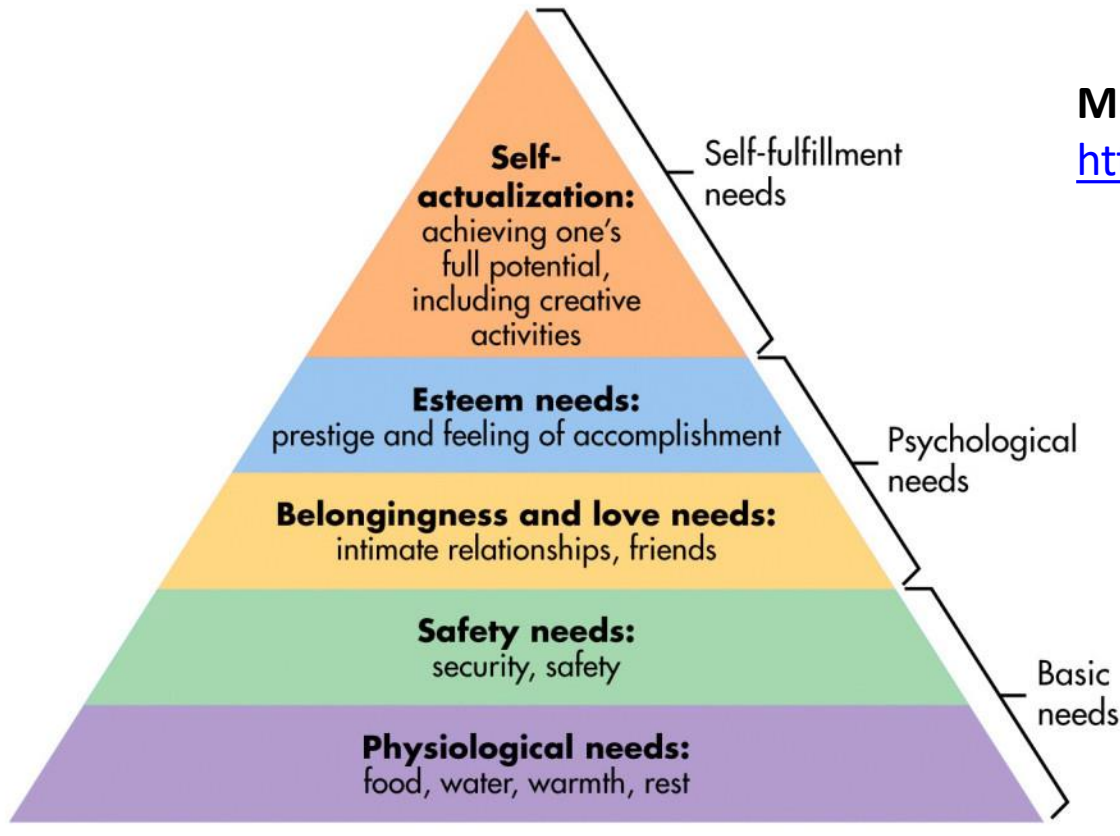 Self-
actualization:
achieving one's
full potential,
including creative
activities
Self-fulfillment
needs
M
htt
Esteem needs:
prestige and feeling of accomplishment
Psychological
needs
Belongingness and love needs:
intimate relationships, friends
Safety needs:
security, safety
Basic
needs
Physiological needs:
food, water, warmth, rest